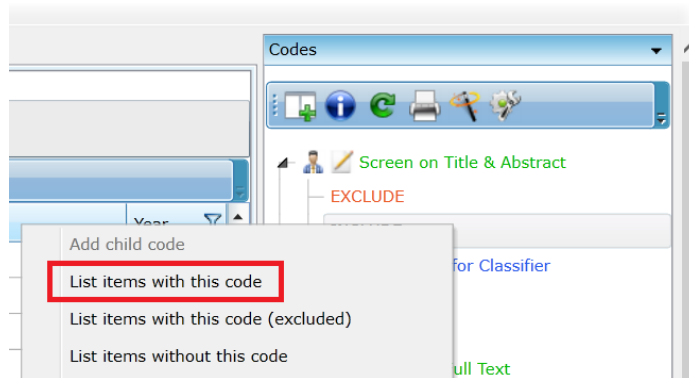 Codes
Screen on Title & Abstract
EXCLUDE
Year
Add child code
for Classifier
List items with this code
List items with this code (excluded)
List items without this code
ull Text